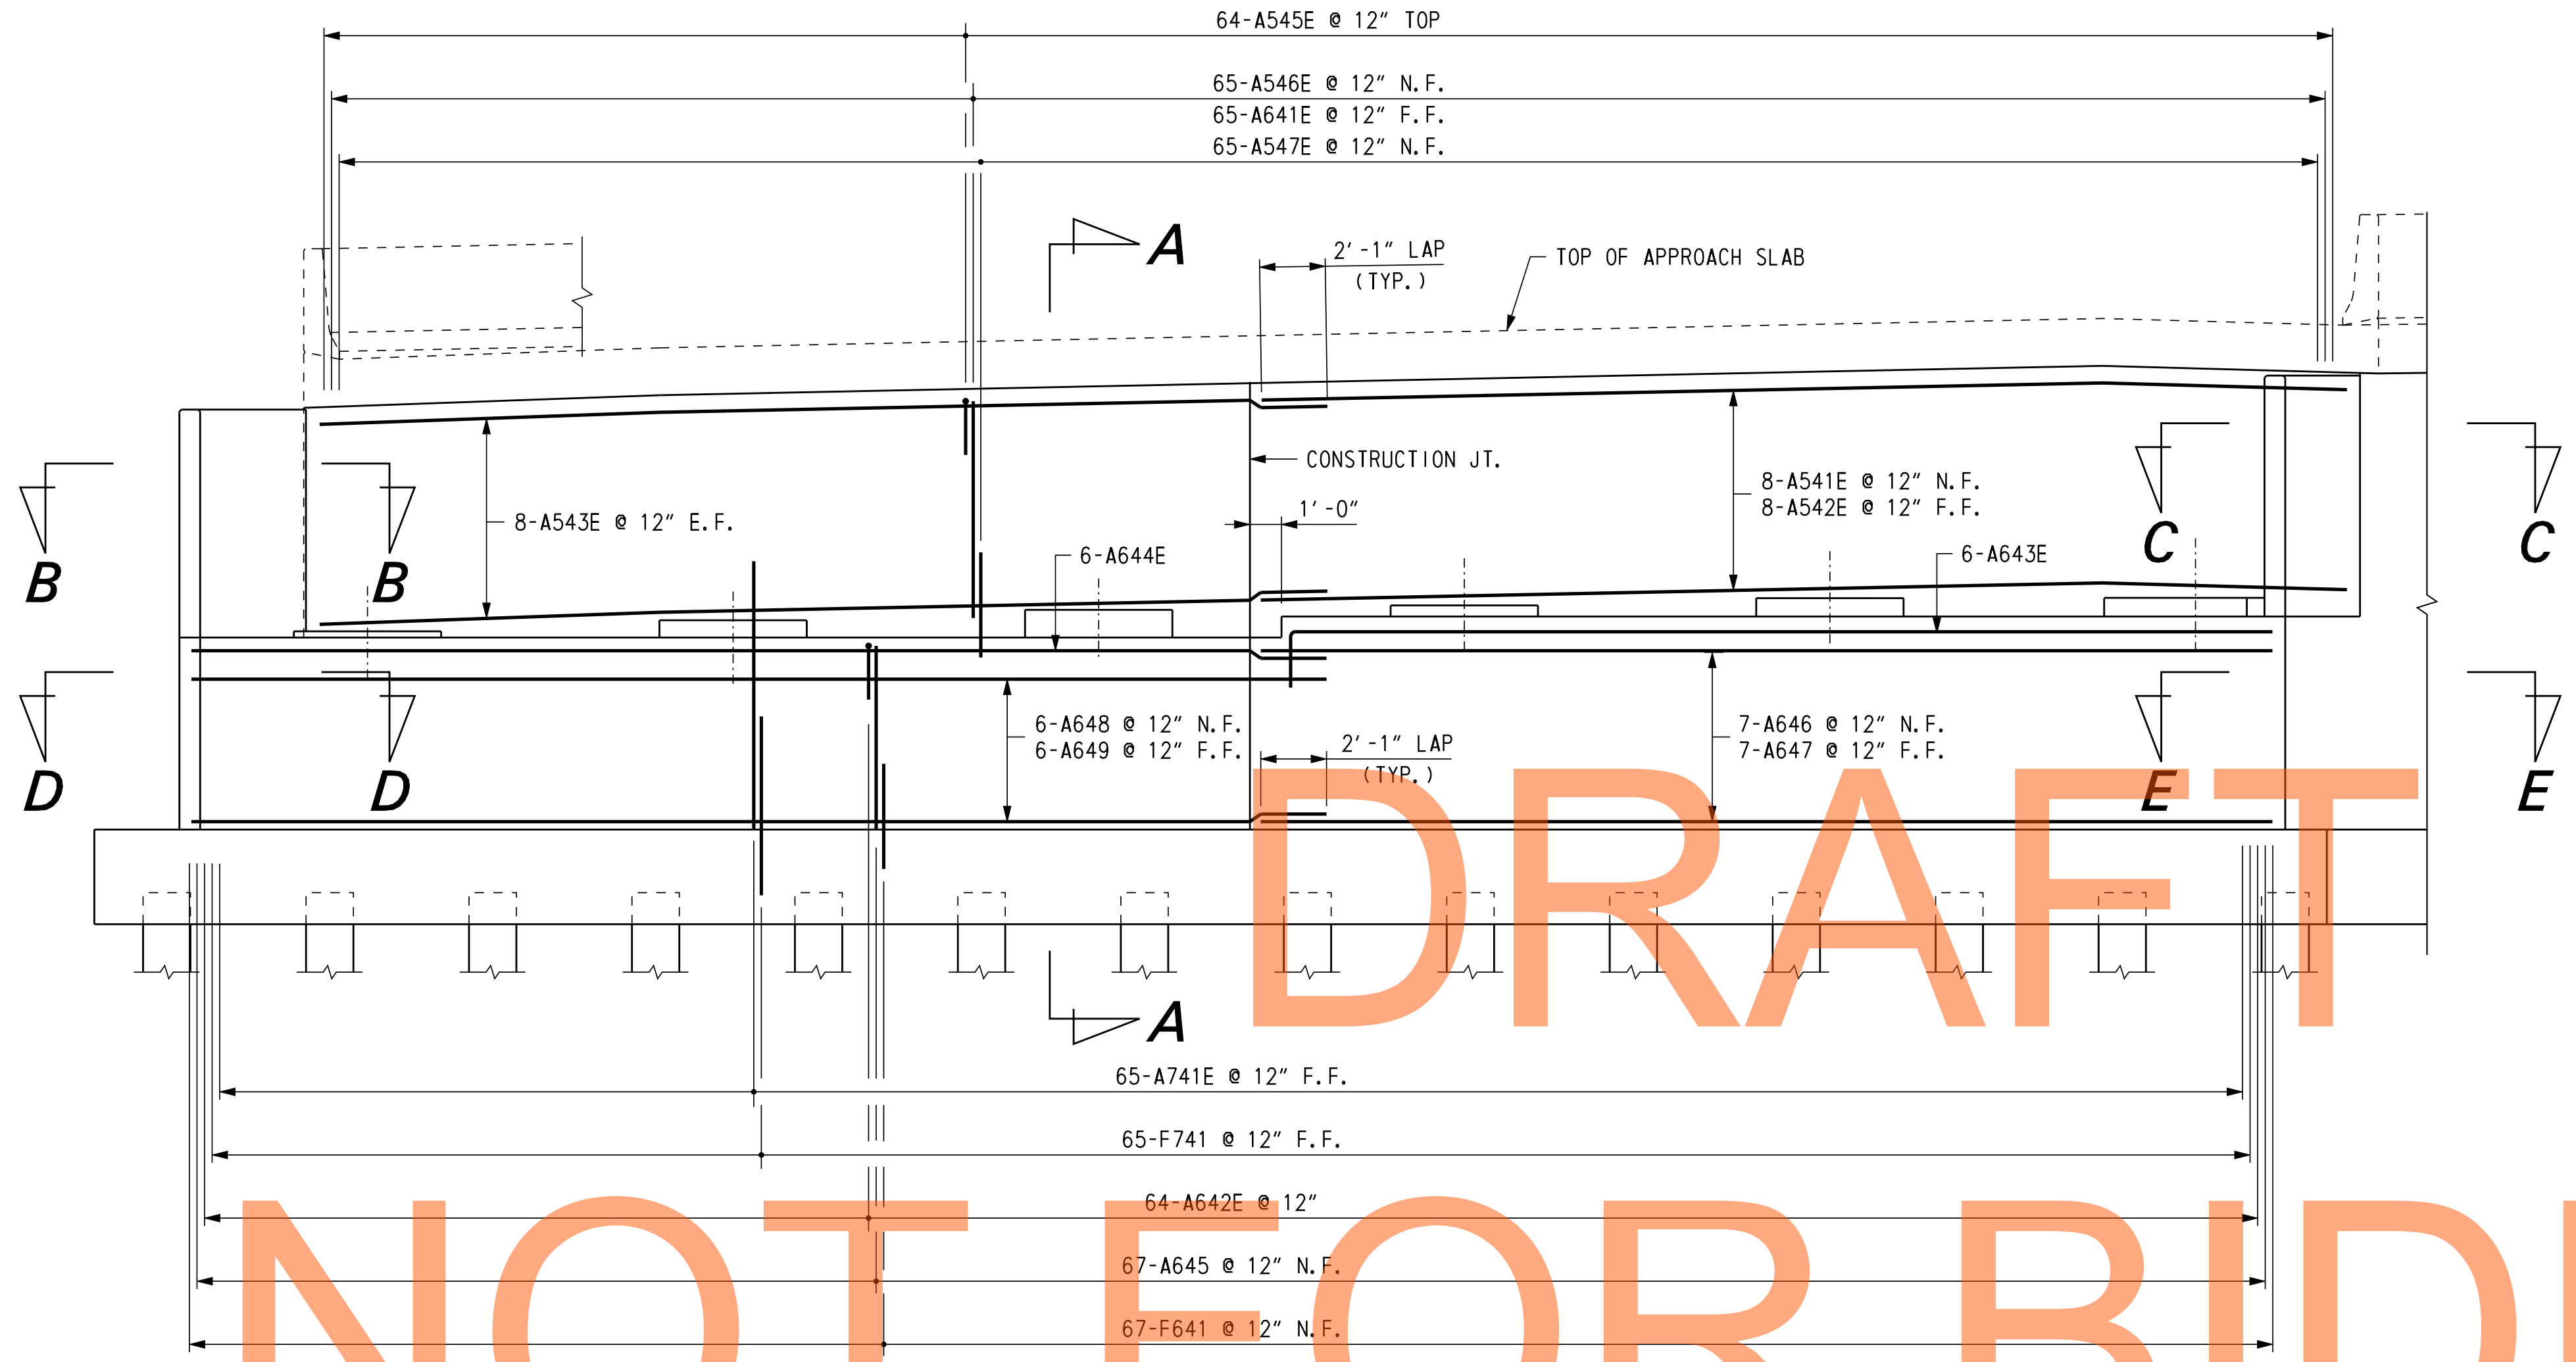 64-A545E @ 12" TOP
65-A546E @ 12" N.F.
65-A641E @ 12" F.F.
65-A547E @ 12" N.F.
A
2'-1" LAP
(TYP.)
TOP OF APPROACH SLAB
CONSTRUCTION JT.
8-A543E @ 12" E.F.
1'-0"
8-A541E @ 12" N.F.
8-A542E @ 12" F.F.
6-A644E
6-A643E
B
B
C
C
6-A648 @ 12" N.F.
6-A649 @ 12" F.F.
2'-1" LAP
(TYP.)
7-A646 @ 12" N.F.
7-A647 @ 12" F.F.
D
D
E
E
DRAFT
A
65-A741E @ 12" F.F.
65-F741 @ 12" F.F.
64-A642E @ 12"
67-A645 @ 12" N.F.
67-F641 @ 12" N.F.
NOT FOR BID